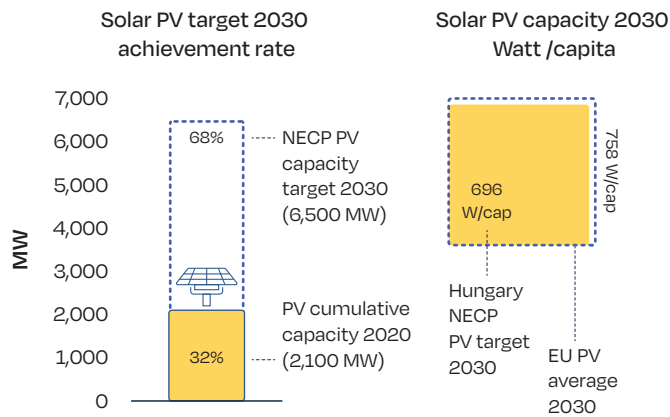 Solar PV target 2030
achievement rate
7,000
6,000
5,000
4,000
3,000
2,000
1,000
0
MW
68%
32%
NECP PV
capacity
target 2030
(6,500 MW)
PV cumulative
capacity 2020
(2,100 MW)
Solar PV capacity 2030
Watt /capita
758 W/cap
696
W/cap
Hungary
NECP
PV target
2030
EU PV
average
2030